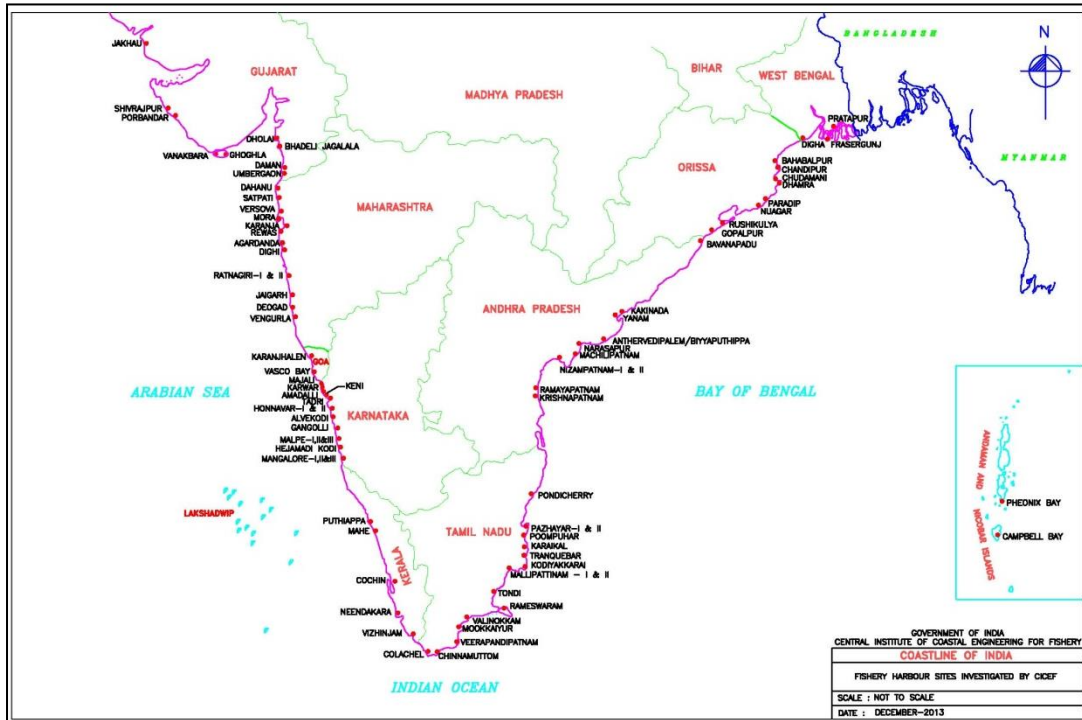 BANGLADESH
N
JAKHAU
GUJARAT
MADHYA PRADESH
BIHAR
WEST BENGAL
MYANMAR
SHIVRAJPUR
PORBANDAR
PRATAPUR
DHOLAI
BHADELI JAGALALA
DIGHA
FRASERGUNJ
VANAKBARA
GHOGHLA
DAMAN
UMBERGAON
ORISSA
BAHABALPUR
CHANDIPUR
CHUDAMANI
DHAMRA
DAHANU
SATPATI
MAHARASHTRA
PARADIP
NUAGAR
VERSOVA
MORA
KARANJA
REWAS
RUSHIKULYA
GOPALPUR
BAVANAPADU
AGARDANDA
DIGHI
RATNAGIRI-I & II
JAIGARH
DEOGAD
VENGURLA
ANDHRA PRADESH
KAKINADA
YANAM
ANTHERVEDIPALEM/BIYYAPUTHIPPA
NARASAPUR
MACHILIPATNAM
NIZAMPATNAM-I & II
KARANJHALEN
GOA
VASCO BAY
MAJALI
KARWAR
KENI
AMADALLI
TADRI
ARABIAN SEA
BAY OF BENGAL
RAMAYAPATNAM
KRISHNAPATNAM
HONNAVAR-I & II
ALVEKODI
KARNATAKA
GANGOLLI
MALPE-I,II&III
HEJAMADI KODI
MANGALORE-I,II&III
ANDAMAN AND
NICOBAR ISLANDS
PHEONIX BAY
CAMPBELL BAY
LAKSHADWIP
PONDICHERRY
PUTHIAPPA
MAHE
TAMIL NADU
PAZHAYAR-I & II
POOMPUHAR
KARAIKAL
TRANQUEBAR
KODIYAKKARAI
MALLIPATTINAM - I & II
KERALA
COCHIN
TONDI
RAMESWARAM
NEENDAKARA
VALINOKKAM
MOOKKAIYUR
VIZHINJAM
VEERAPANDIPATNAM
COLACHEL
CHINNAMUTTOM
INDIAN OCEAN
GOVERNMENT OF INDIA
CENTRAL INSTITUTE OF COASTAL ENGINEERING FOR FISHERY
COASTLINE OF INDIA
FISHERY HARBOUR SITES INVESTIGATED BY CICEF
SCALE : NOT TO SCALE
DATE : DECEMBER-2013